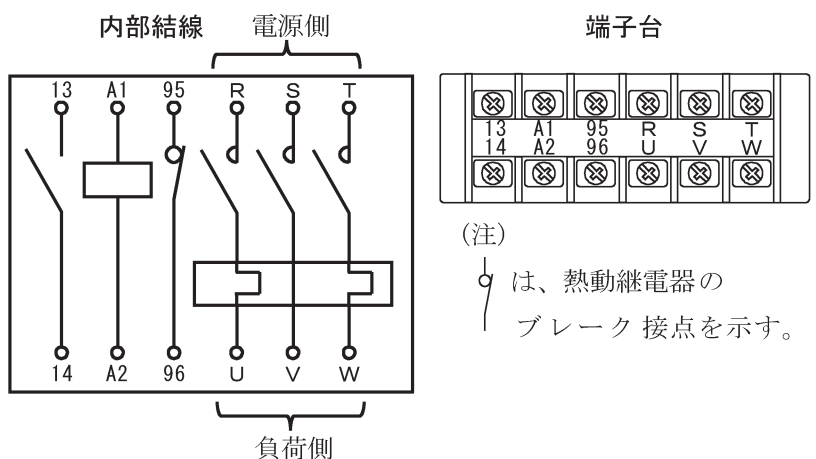 内部結線
電源側
13 A1 95 R S T
14 A2 96 U V W
負荷側
端子台
13 A1 95 R S T
14 A2 96 U V W
（注）
は、熱動継電器の
ブレーク接点を示す。